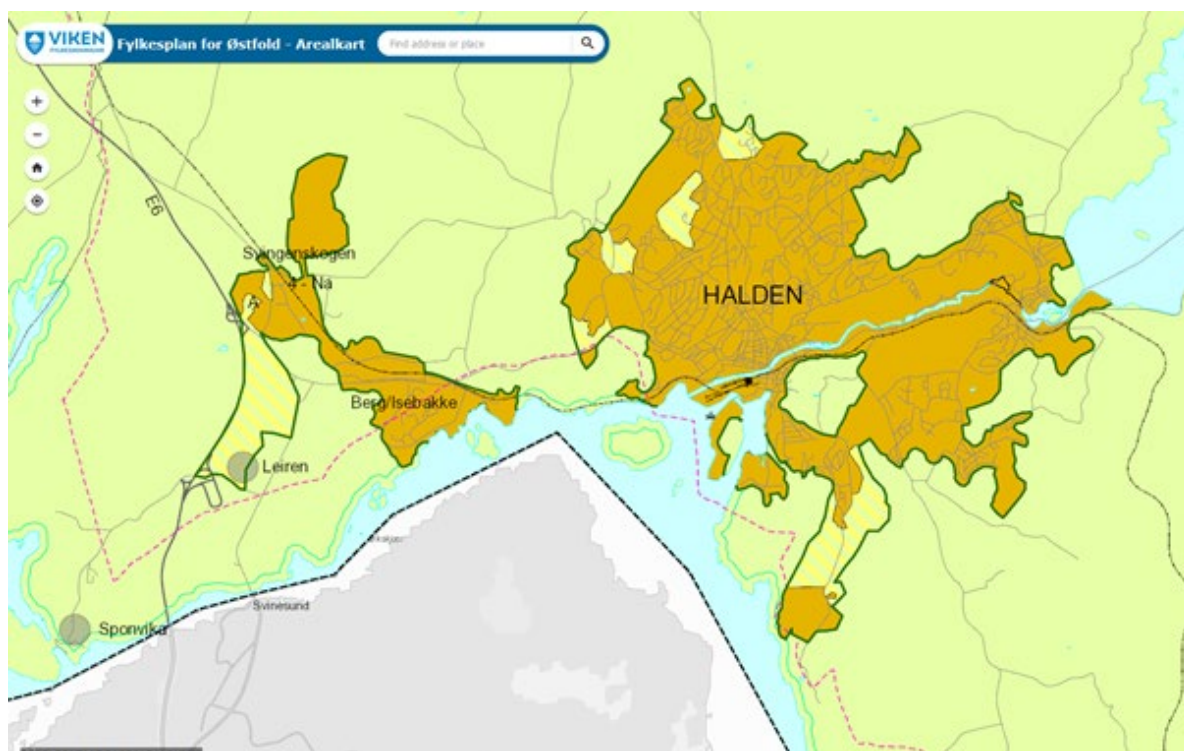 VIKEN
FYLKESKOMMUNE
Fylkesplan for Østfold - Arealkart
Find address or place
E6
Svingenskogen
4 - Na
HALDEN
Berg/Isebakke
Leiren
Svinesund
Sponvika